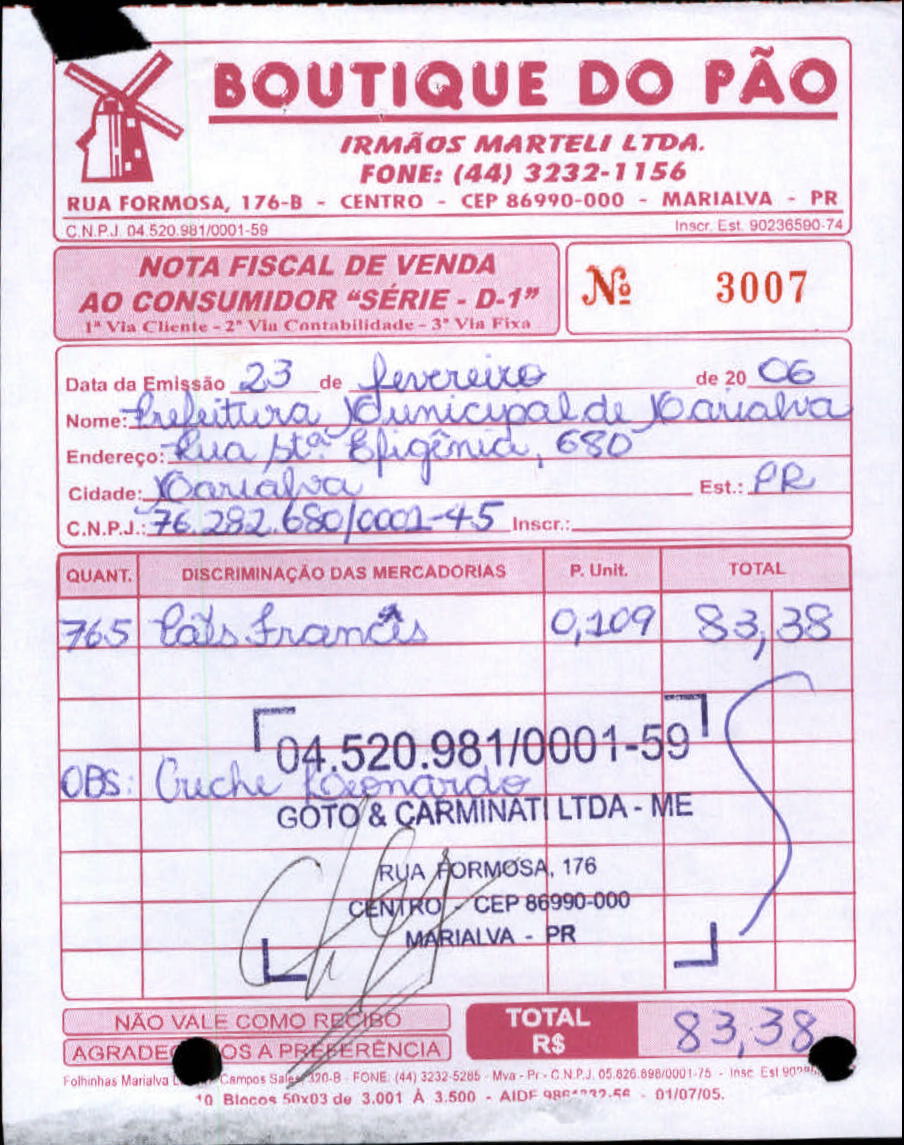 BOUTIQUE DO PÃO
IRMÃOS MARTELI LTDA.
FONE: (44) 3232-1156
RUA FORMOSA, 176-B - CENTRO - CEP 86990-000 - MARIALVA - PR
C.N.P.J. 04.520.981/0001-59 Inscr. Est. 90236590-74
NOTA FISCAL DE VENDA
AO CONSUMIDOR "SÉRIE - D-1"
1ª Via Cliente - 2ª Via Contabilidade - 3ª Via Fixa
Nº 3007
Data da Emissão 23 de fevereiro de 20 06
Nome: Prefeitura Municipal de Marialva
Endereço: Rua Stª Efigênia, 680
Cidade: Marialva Est.: PR
C.N.P.J.: 76.282.680/0001-45 Inscr.:
QUANT. DISCRIMINAÇÃO DAS MERCADORIAS P. Unit. TOTAL
765 Pães Francês 0,109 83,38
04.520.981/0001-59
OBS: Creche Leonardo
GOTO & CARMINATI LTDA - ME
RUA FORMOSA, 176
CENTRO - CEP 86990-000
MARIALVA - PR
NÃO VALE COMO RECIBO
TOTAL
R$ 83,38
A PREFERÊNCIA
Folhinhas Marialva Campos Sales, 320-B - FONE: (44) 3232-5265 - Mva - Pr - C.N.P.J. 05.826.898/0001-75 - Insc. Est
10 Blocos 50x03 de 3.001 À 3.500 - AIDF - 01/07/05.